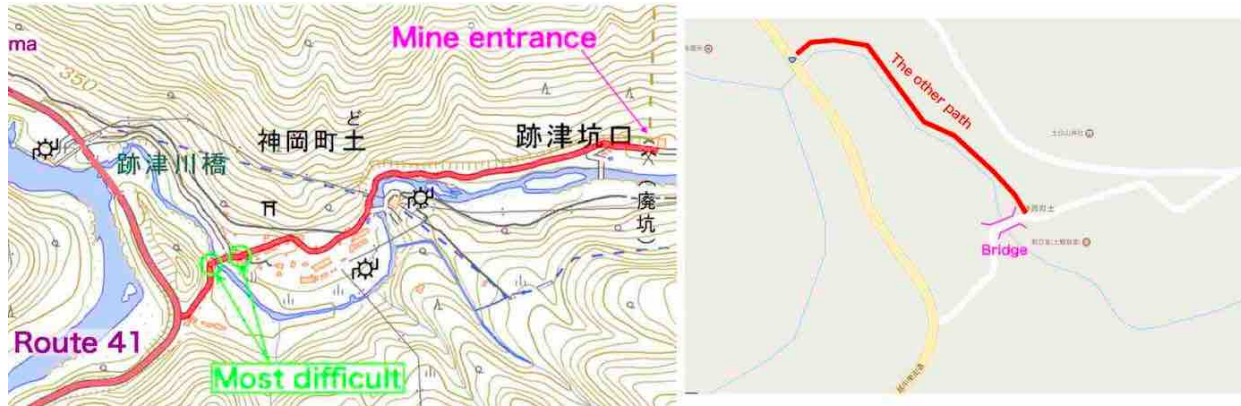 ma
350
Mine entrance
ど
神岡町土
跡津坑口
跡津川橋
(廃坑)
Route 41
Most difficult
The other path
Bridge